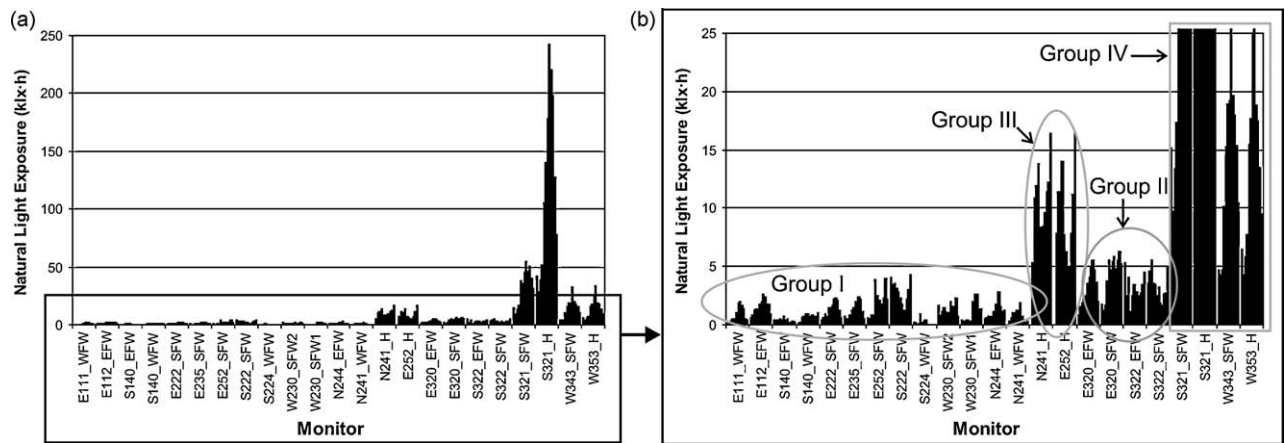 (a)
Natural Light Exposure (klx·h)
250
200
150
100
50
0
E111_WFW
E112_EFW
S140_EFW
S140_WFW
E222_SFW
E235_SFW
E252_SFW
S222_SFW
S224_WFW
W230_SFW2
W230_SFW1
N244_EFW
N241_WFW
N241_H
E252_H
E320_EFW
E320_SFW
S322_EFW
S322_SFW
S321_SFW
S321_H
W343_SFW
W353_H
Monitor
(b)
Natural Light Exposure (klx·h)
25
20
15
10
5
0
Group I
Group III
Group II
Group IV
E111_WFW
E112_EFW
S140_EFW
S140_WFW
E222_SFW
E235_SFW
E252_SFW
S222_SFW
S224_WFW
W230_SFW2
W230_SFW1
N244_EFW
N241_WFW
N241_H
E252_H
E320_EFW
E320_SFW
S322_EFW
S322_SFW
S321_SFW
S321_H
W343_SFW
W353_H
Monitor